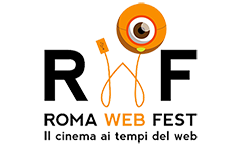 RWF
ROMA WEB FEST
Il cinema ai tempi del web